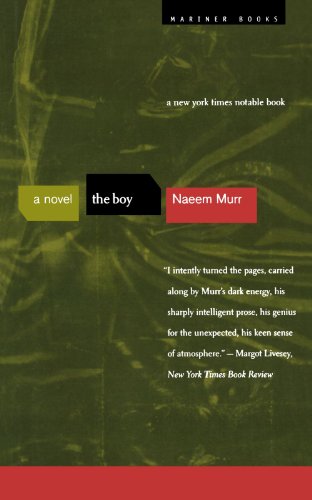 MARINER BOOKS
a new york times notable book
a novel
the boy
Naeem Murr
“I intently turned the pages, carried
along by Murr’s dark energy, his
sharply intelligent prose, his genius
for the unexpected, his keen sense
of atmosphere.” — Margot Livesey,
New York Times Book Review